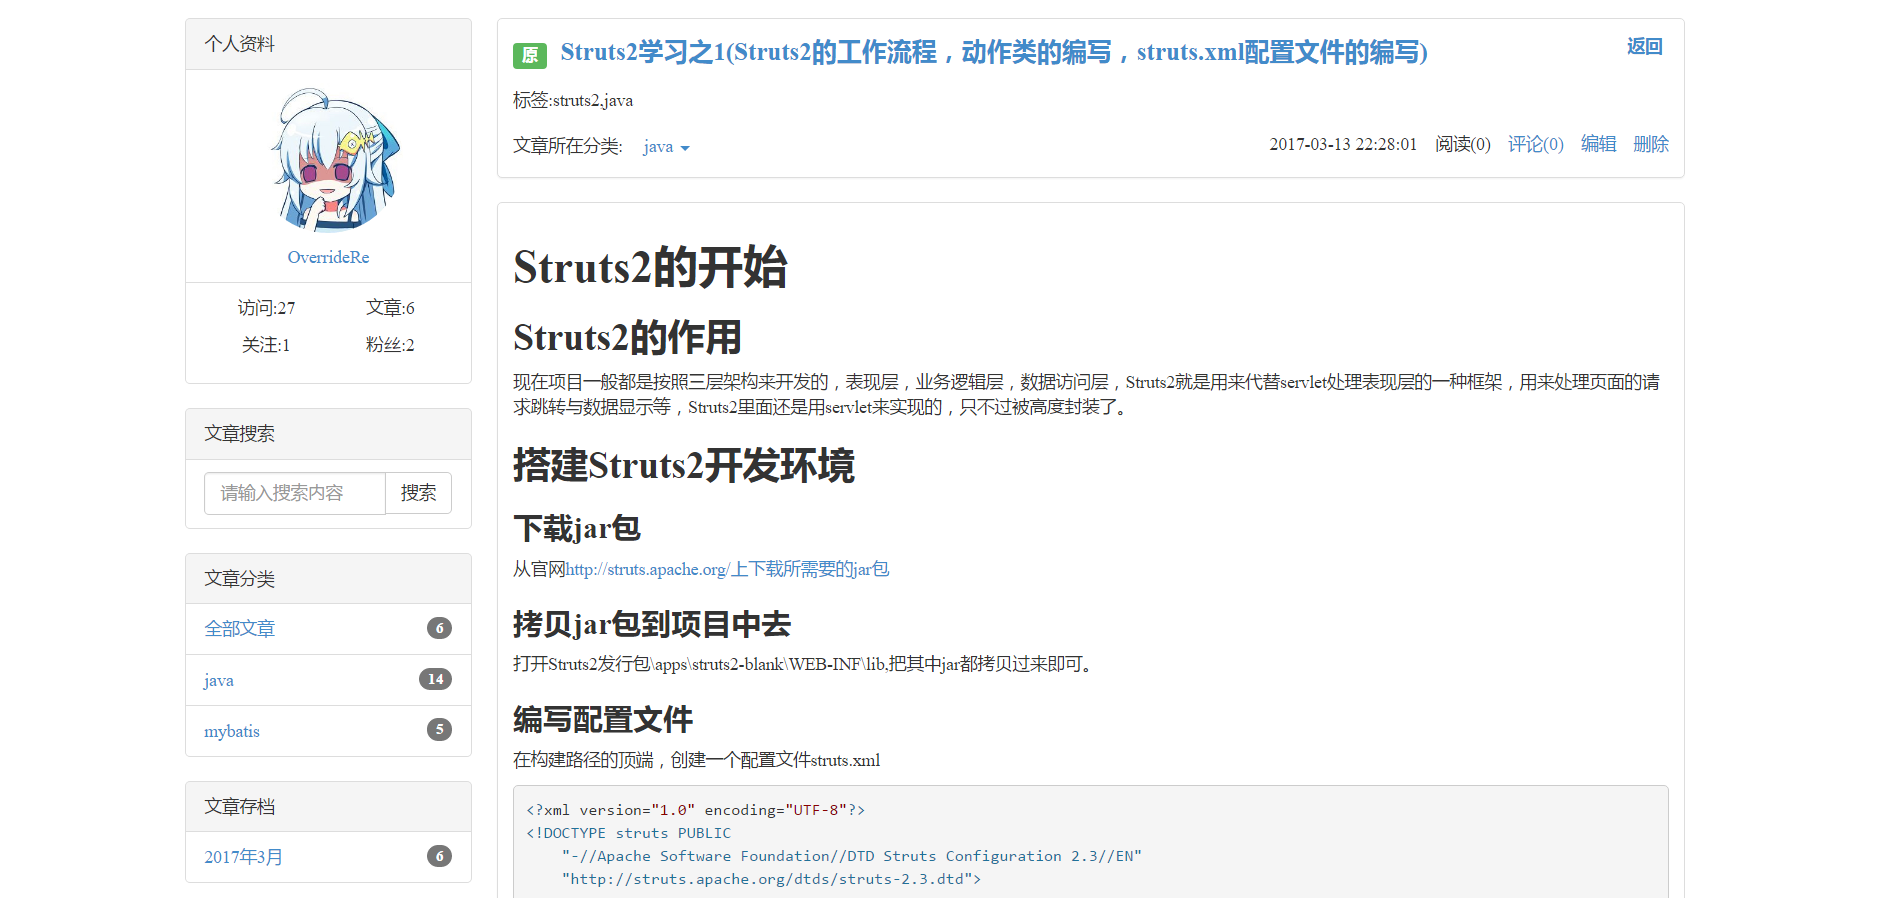 个人资料
OverrideRe
访问:27 文章:6
关注:1 粉丝:2
文章搜索
请输入搜索内容 搜索
文章分类
全部文章 6
java 14
mybatis 5
文章存档
2017年3月 6
原 Struts2学习之1(Struts2的工作流程，动作类的编写，struts.xml配置文件的编写) 返回
标签:struts2,java
文章所在分类: java 2017-03-13 22:28:01 阅读(0) 评论(0) 编辑 删除
Struts2的开始
Struts2的作用
现在项目一般都是按照三层架构来开发的，表现层，业务逻辑层，数据访问层，Struts2就是用来代替servlet处理表现层的一种框架，用来处理页面的请
求跳转与数据显示等，Struts2里面还是用servlet来实现的，只不过被高度封装了。
搭建Struts2开发环境
下载jar包
从官网http://struts.apache.org/上下载所需要的jar包
拷贝jar包到项目中去
打开Struts2发行包\apps\struts2-blank\WEB-INF\lib,把其中jar都拷贝过来即可。
编写配置文件
在构建路径的顶端，创建一个配置文件struts.xml
<?xml version="1.0" encoding="UTF-8"?>
<!DOCTYPE struts PUBLIC
"-//Apache Software Foundation//DTD Struts Configuration 2.3//EN"
"http://struts.apache.org/dtds/struts-2.3.dtd">